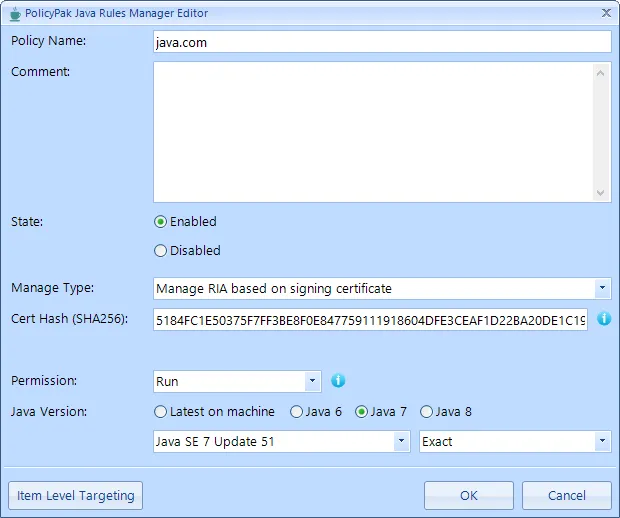 PolicyPak Java Rules Manager Editor
Policy Name: java.com
Comment:
State: Enabled
Disabled
Manage Type: Manage RIA based on signing certificate
Cert Hash (SHA256): 5184FC1E50375F7FF3BE8F0E847759111918604DFE3CEAF1D22BA20DE1C19
Permission: Run
Java Version: Latest on machine Java 6 Java 7 Java 8
Java SE 7 Update 51 Exact
Item Level Targeting OK Cancel